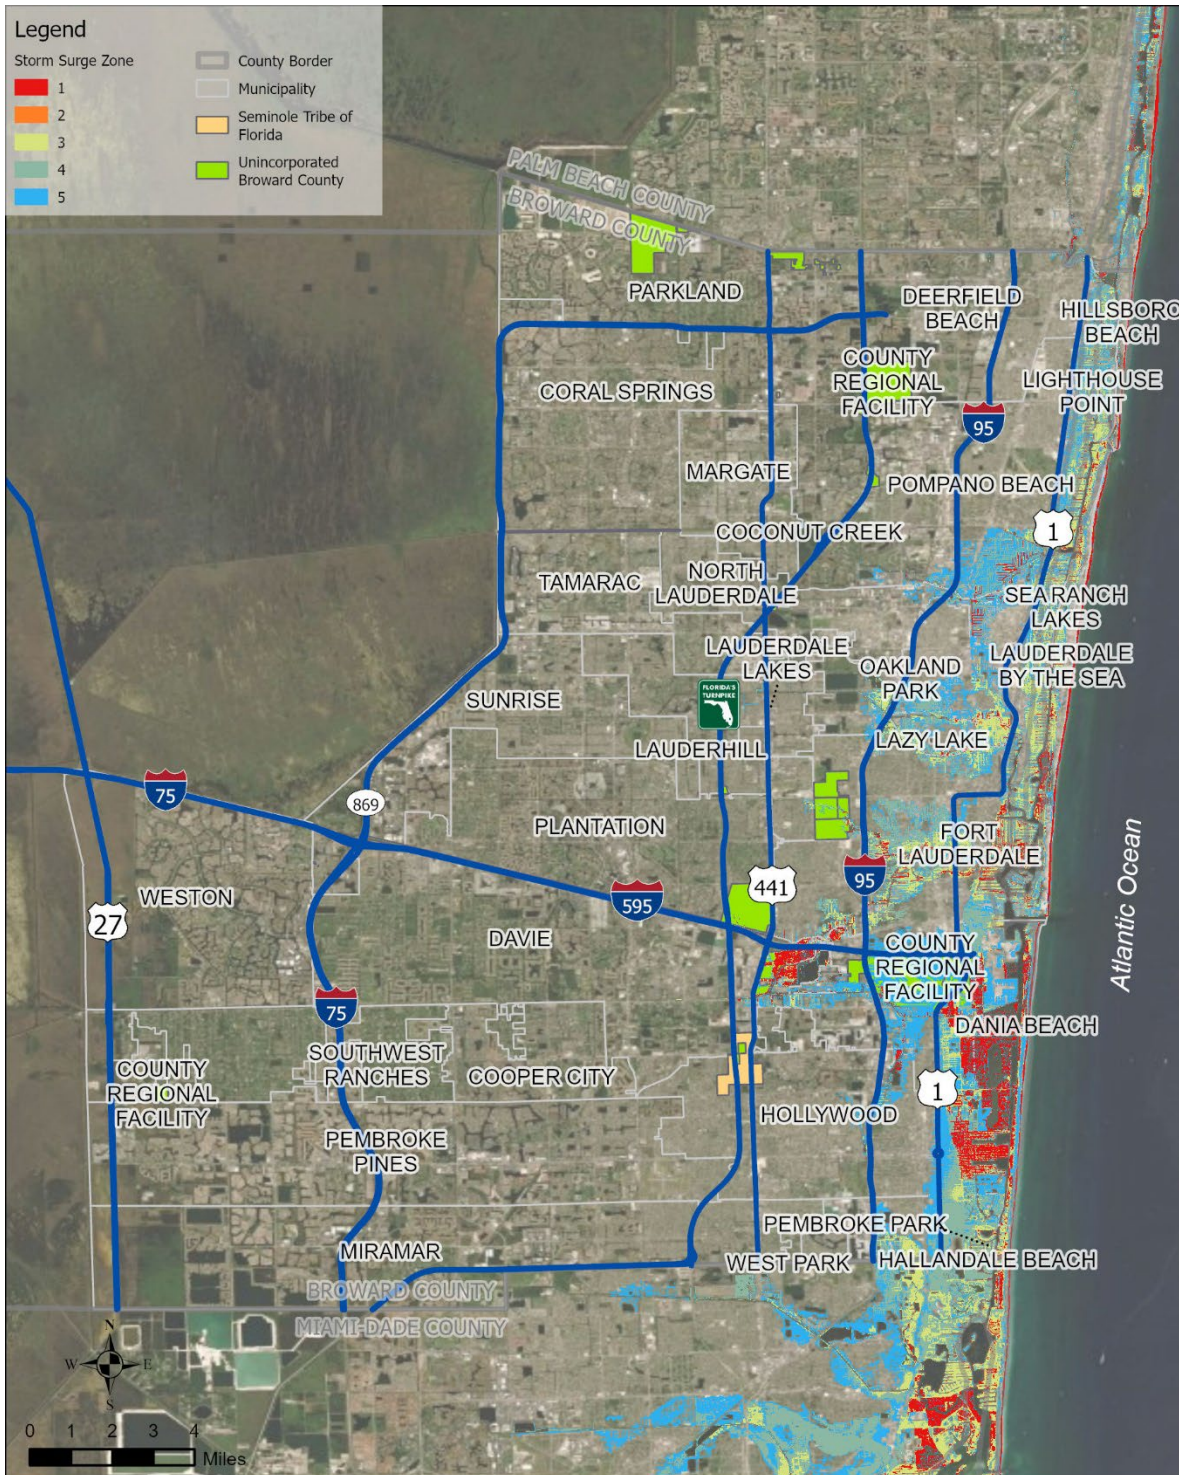 Legend
Storm Surge Zone
1
2
3
4
5
County Border
Municipality
Seminole Tribe of
Florida
Unincorporated
Broward County
PALM BEACH COUNTY
BROWARD COUNTY
PARKLAND
DEERFIELD
BEACH
HILLSBORO
BEACH
COUNTY
REGIONAL
FACILITY
LIGHTHOUSE
POINT
CORAL SPRINGS
95
MARGATE
POMPANO BEACH
1
COCONUT CREEK
TAMARAC
NORTH
LAUDERDALE
SEA RANCH
LAKES
LAUDERDALE
LAKES
OAKLAND
PARK
LAUDERDALE
BY THE SEA
SUNRISE
FLORIDA'S
TURNPIKE
LAUDERHILL
LAZY LAKE
75
869
PLANTATION
FORT
LAUDERDALE
Atlantic Ocean
WESTON
27
595
441
95
DAVIE
COUNTY
REGIONAL
FACILITY
75
DANIA BEACH
COUNTY
REGIONAL
FACILITY
SOUTHWEST
RANCHES
COOPER CITY
1
HOLLYWOOD
PEMBROKE
PINES
PEMBROKE PARK
MIRAMAR
WEST PARK
HALLANDALE BEACH
BROWARD COUNTY
MIAMI-DADE COUNTY
N
W
E
S
0 1 2 3 4
Miles